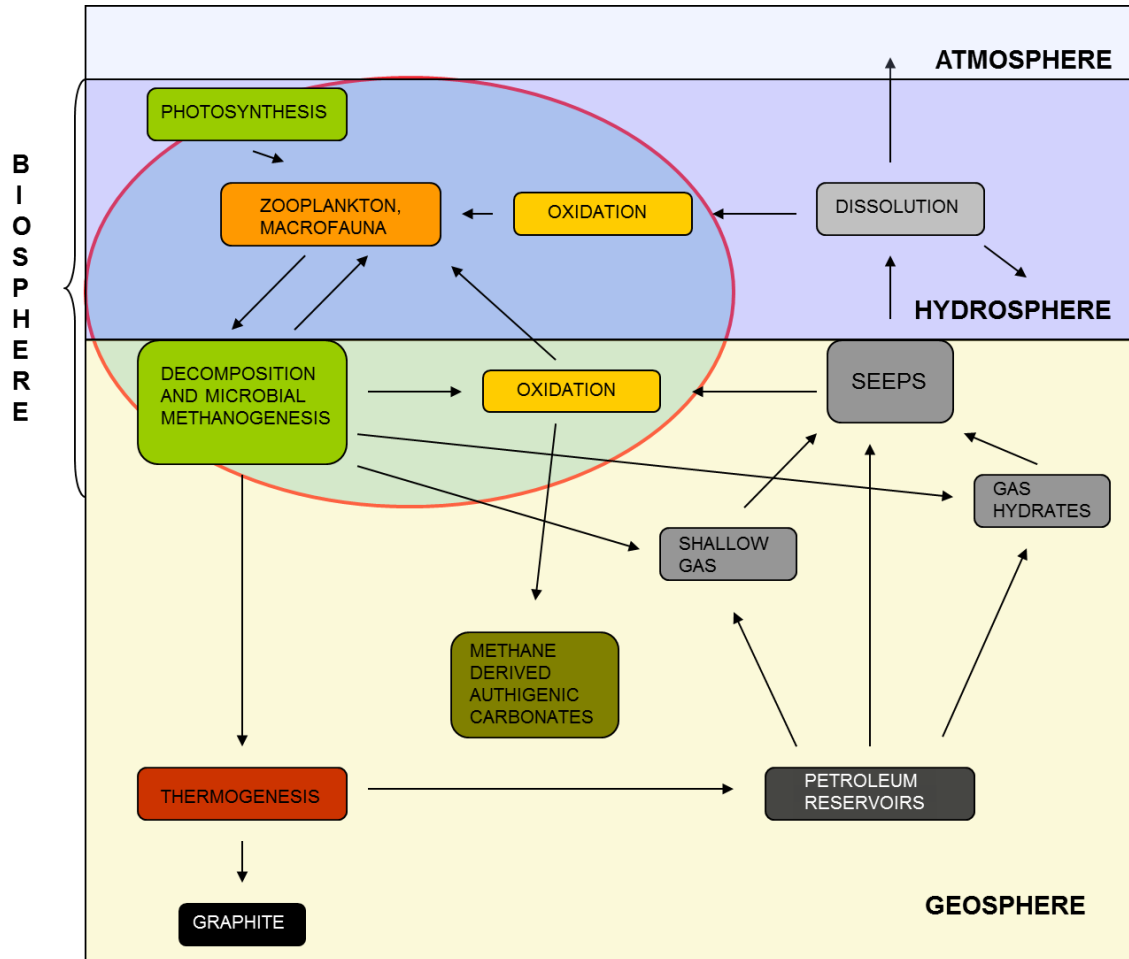 ATMOSPHERE
BIOSPHERE
PHOTOSYNTHESIS
ZOOPLANKTON,
MACROFAUNA
OXIDATION
DISSOLUTION
HYDROSPHERE
DECOMPOSITION
AND MICROBIAL
METHANOGENESIS
OXIDATION
SEEPS
GAS
HYDRATES
SHALLOW
GAS
METHANE
DERIVED
AUTHIGENIC
CARBONATES
THERMOGENESIS
PETROLEUM
RESERVOIRS
GRAPHITE
GEOSPHERE